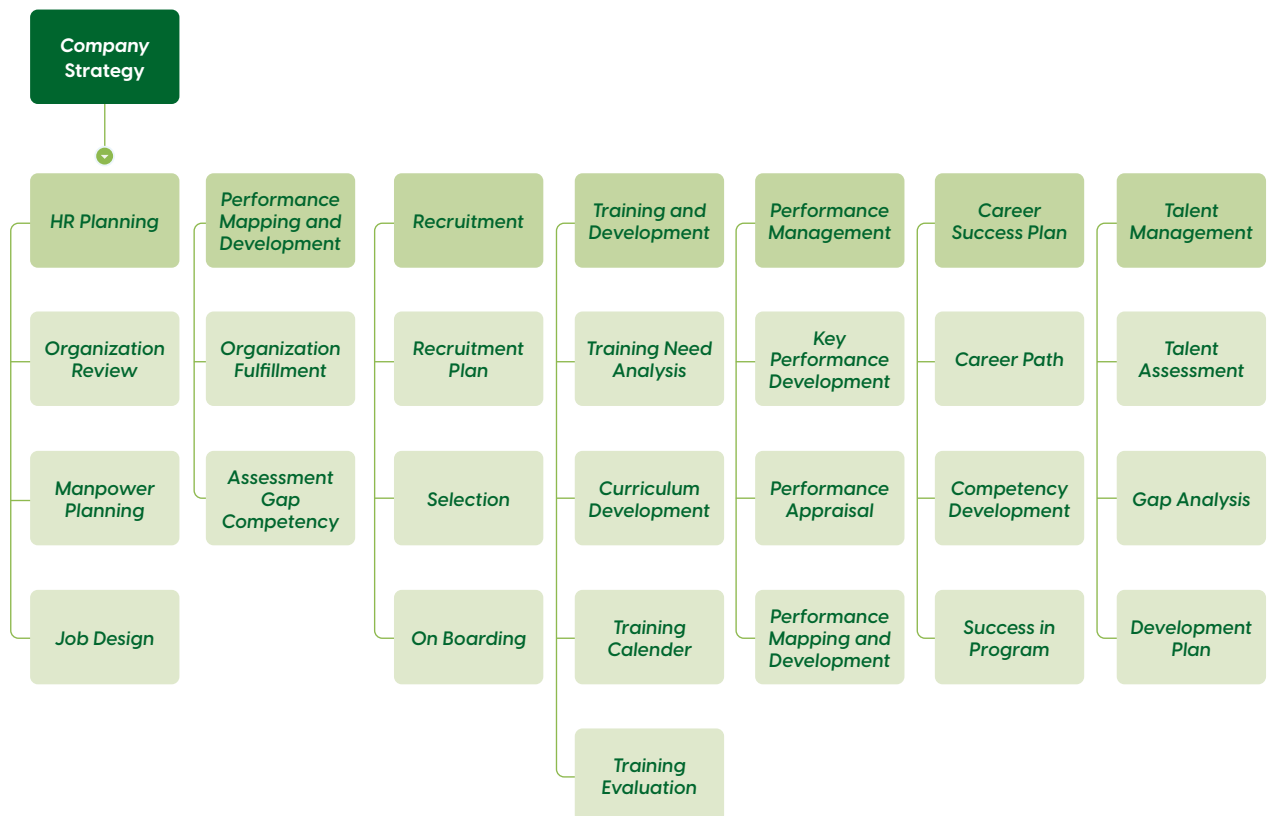 Company
Strategy
HR Planning
Performance
Mapping and
Development
Recruitment
Training and
Development
Performance
Management
Career
Success Plan
Talent
Management
Organization
Review
Organization
Fulfillment
Recruitment
Plan
Training Need
Analysis
Key
Performance
Development
Career Path
Talent
Assessment
Manpower
Planning
Assessment
Gap
Competency
Selection
Curriculum
Development
Performance
Appraisal
Competency
Development
Gap Analysis
Job Design
On Boarding
Training
Calender
Performance
Mapping and
Development
Success in
Program
Development
Plan
Training
Evaluation